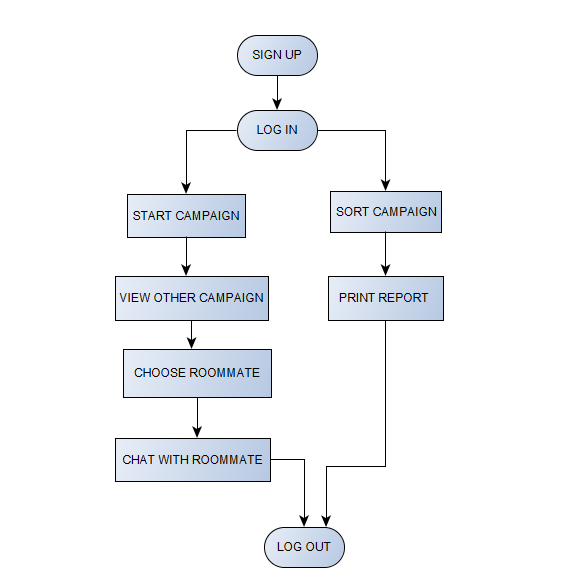 SIGN UP
LOG IN
START CAMPAIGN
SORT CAMPAIGN
VIEW OTHER CAMPAIGN
PRINT REPORT
CHOOSE ROOMMATE
CHAT WITH ROOMMATE
LOG OUT